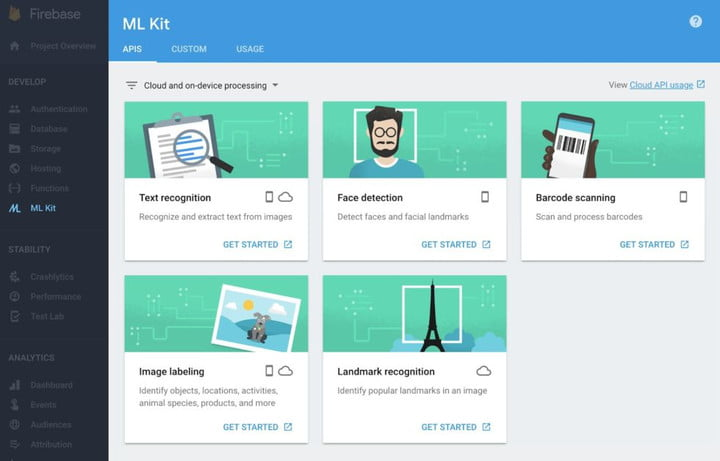 Firebase
Project Overview
DEVELOP
Authentication
Database
Storage
Hosting
Functions
ML Kit
STABILITY
Crashlytics
Performance
Test Lab
ANALYTICS
Dashboard
Events
Audiences
Attribution
ML Kit
APIS CUSTOM USAGE
Cloud and on-device processing
View Cloud API usage
Text recognition
Recognize and extract text from images
GET STARTED
Face detection
Detect faces and facial landmarks
GET STARTED
Barcode scanning
Scan and process barcodes
GET STARTED
Image labeling
Identify objects, locations, activities,
animal species, products, and more
GET STARTED
Landmark recognition
Identify popular landmarks in an image
GET STARTED